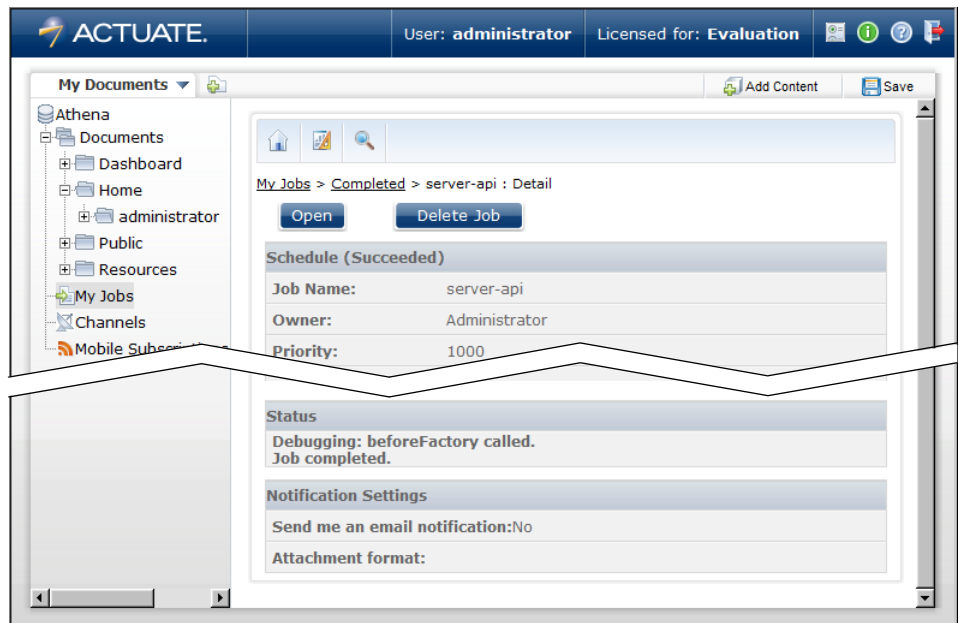 ACTUATE.
User: administrator
Licensed for: Evaluation
My Documents
Add Content
Save
Athena
Documents
Dashboard
Home
administrator
Public
Resources
My Jobs
Channels
Mobile Subscriptions
My Jobs > Completed > server-api : Detail
Open
Delete Job
Schedule (Succeeded)
Job Name: server-api
Owner: Administrator
Priority: 1000
Status
Debugging: beforeFactory called.
Job completed.
Notification Settings
Send me an email notification:No
Attachment format: